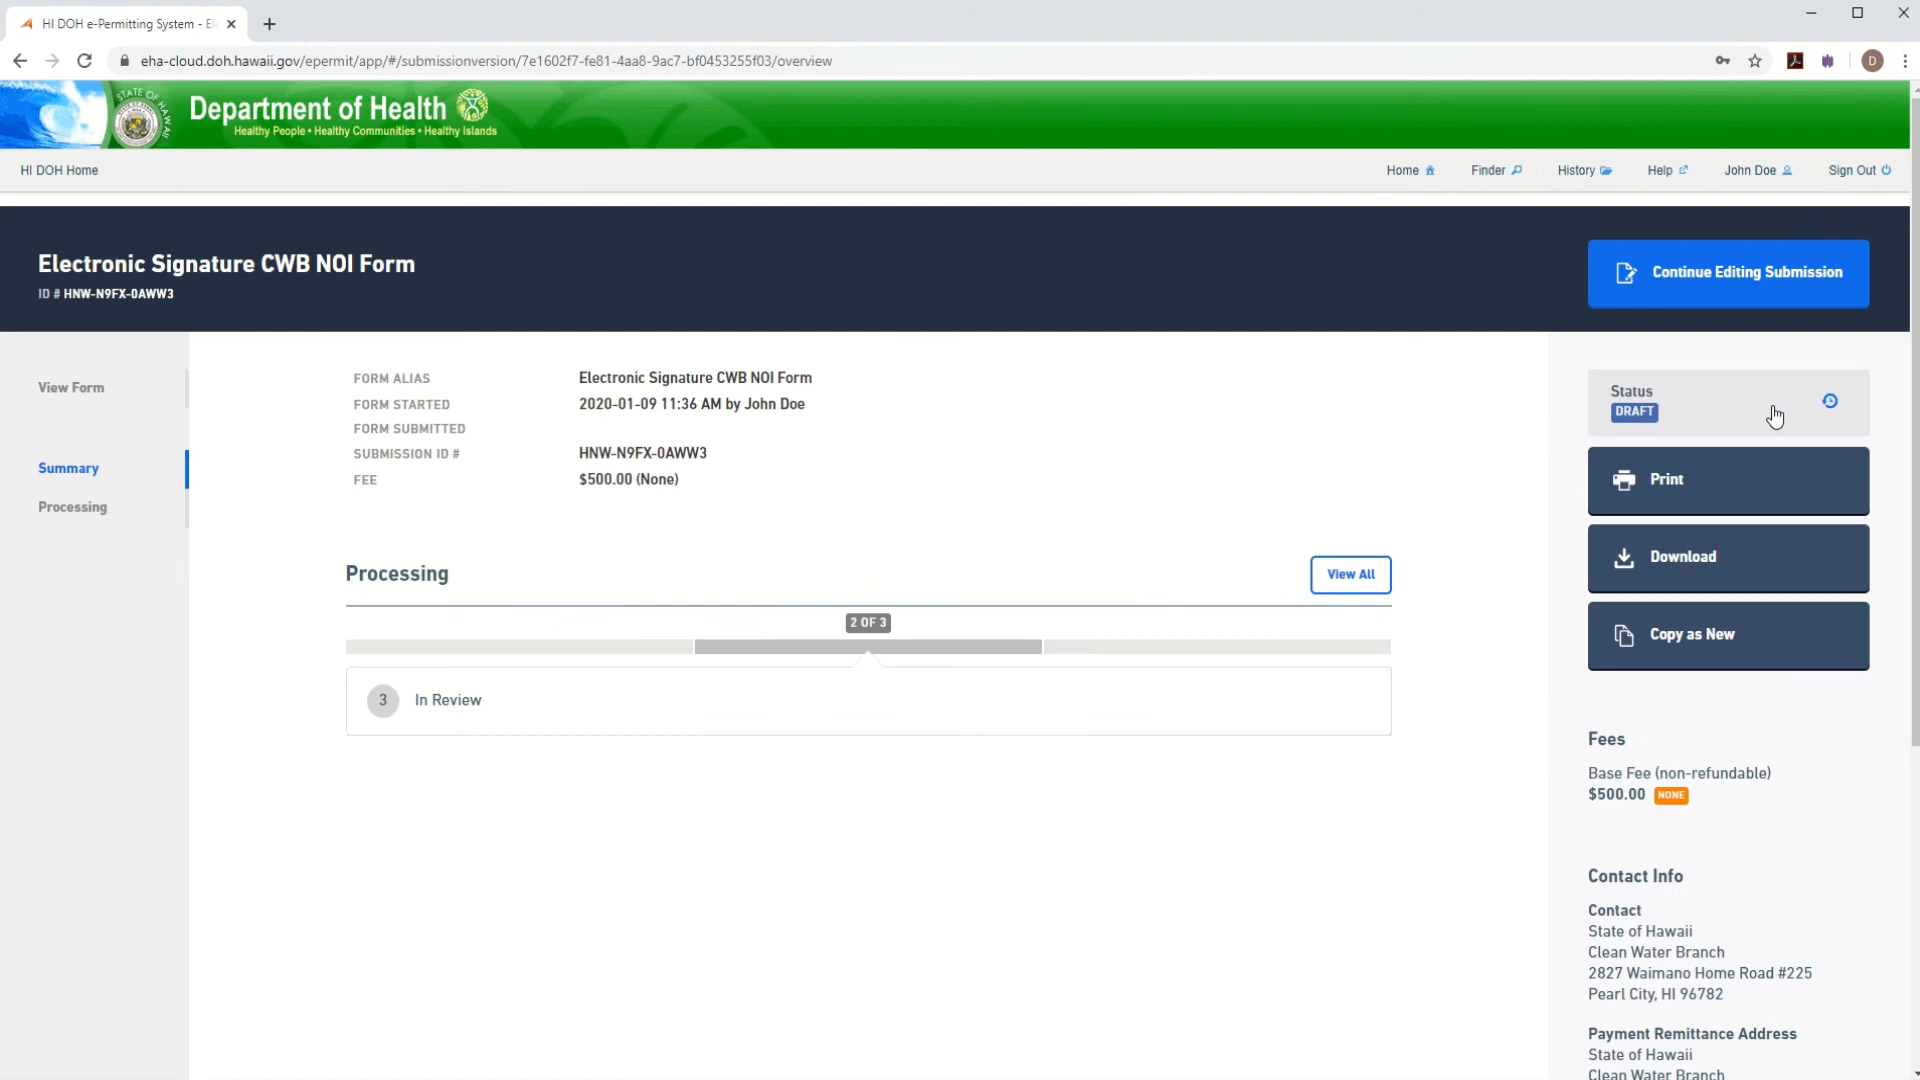 HI DOH e-Permitting System - El
eha-cloud.doh.hawaii.gov/epermit/app/#/submissionversion/7e1602f7-fe81-4aa8-9ac7-bf0453255f03/overview
D
STATE OF HAWAII
Department of Health
Healthy People • Healthy Communities • Healthy Islands
HI DOH Home
Home
Finder
History
Help
John Doe
Sign Out
Electronic Signature CWB NOI Form
ID # HNW-N9FX-0AWW3
Continue Editing Submission
View Form
Summary
Processing
FORM ALIAS Electronic Signature CWB NOI Form
FORM STARTED 2020-01-09 11:36 AM by John Doe
FORM SUBMITTED
SUBMISSION ID # HNW-N9FX-0AWW3
FEE $500.00 (None)
Processing
View All
2 OF 3
3 In Review
Status
DRAFT
Print
Download
Copy as New
Fees
Base Fee (non-refundable)
$500.00 NONE
Contact Info
Contact
State of Hawaii
Clean Water Branch
2827 Waimano Home Road #225
Pearl City, HI 96782
Payment Remittance Address
State of Hawaii
Clean Water Branch